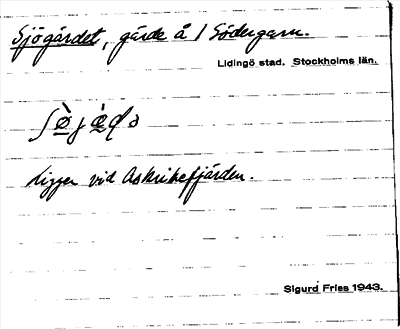 Sjögärdet, gärde å 1 Södergarn.
Lidingö stad. Stockholms län.
Ligger vid Askrikefjärden.
Sigurd Fries 1943.